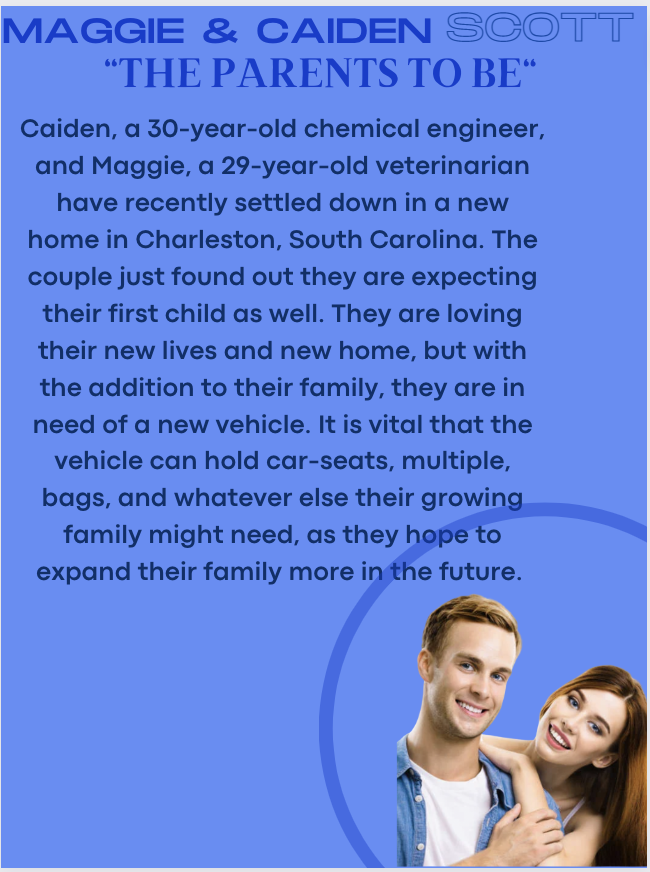 MAGGIE & CAIDEN SCOTT
“THE PARENTS TO BE“
Caiden, a 30-year-old chemical engineer,
and Maggie, a 29-year-old veterinarian
have recently settled down in a new
home in Charleston, South Carolina. The
couple just found out they are expecting
their first child as well. They are loving
their new lives and new home, but with
the addition to their family, they are in
need of a new vehicle. It is vital that the
vehicle can hold car-seats, multiple,
bags, and whatever else their growing
family might need, as they hope to
expand their family more in the future.